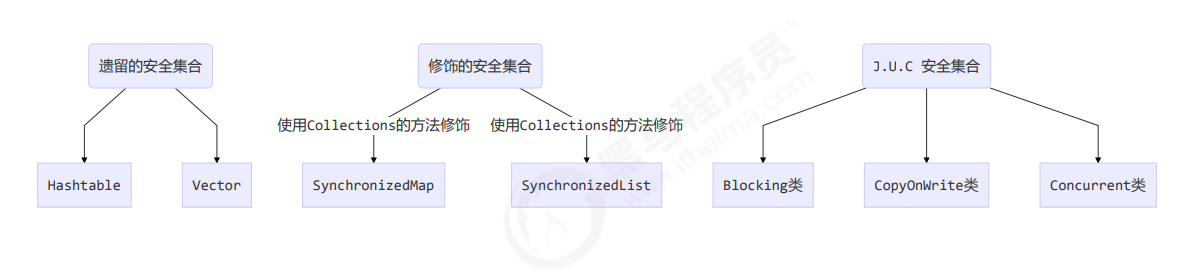 遗留的安全集合
修饰的安全集合
J.U.C 安全集合
使用Collections的方法修饰
使用Collections的方法修饰
Hashtable
Vector
SynchronizedMap
SynchronizedList
Blocking类
CopyOnWrite类
Concurrent类
黑马程序员™
www.itheima.com